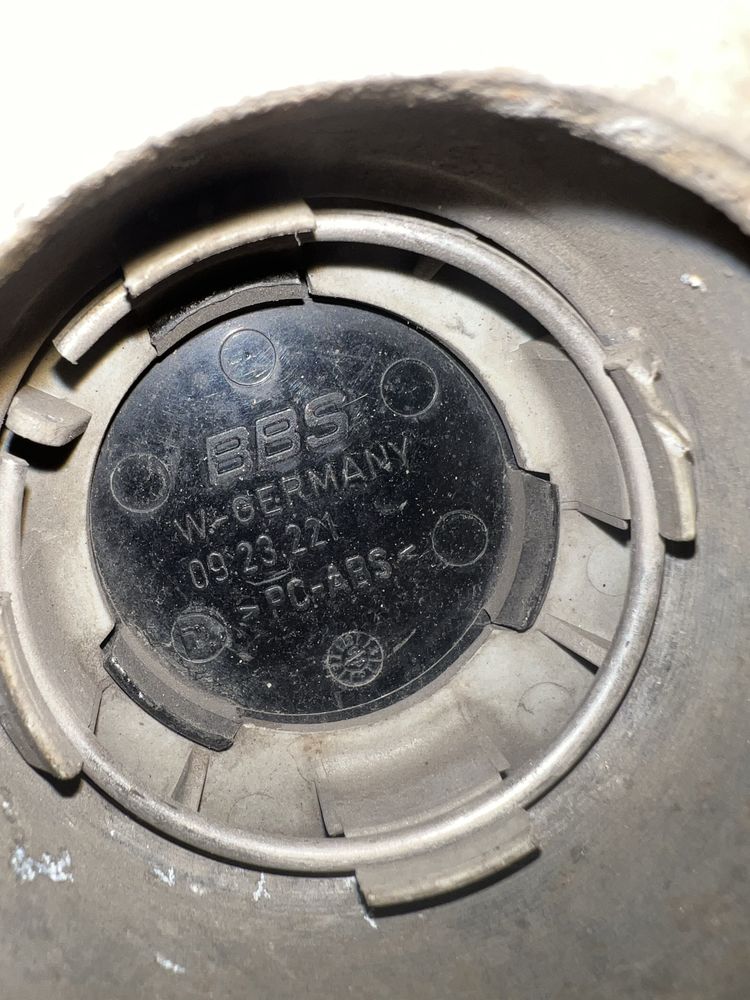 BBS
W.-GERMANY
09.23.221
>PC-ABS<